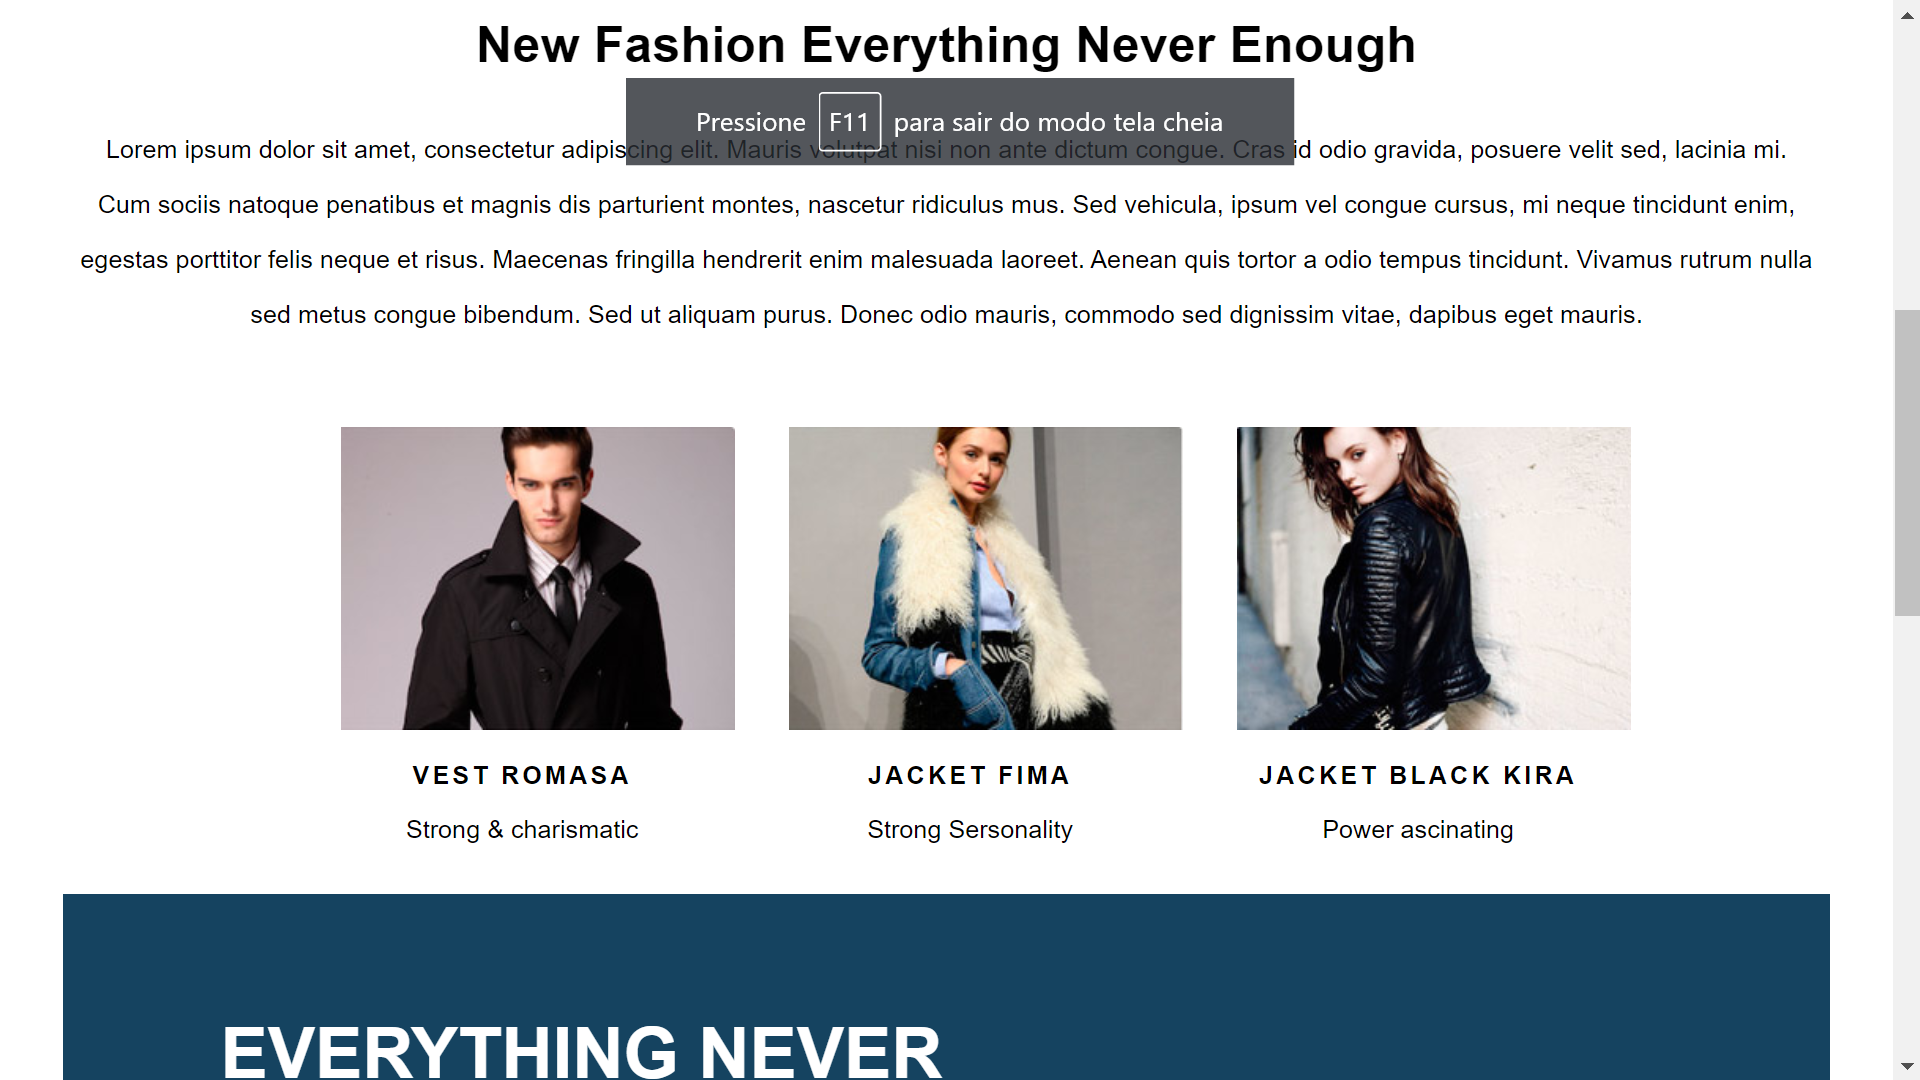 New Fashion Everything Never Enough
Pressione F11 para sair do modo tela cheia
Lorem ipsum dolor sit amet, consectetur adipiscing elit. Mauris volutpat nisi non ante dictum congue. Cras id odio gravida, posuere velit sed, lacinia mi.
Cum sociis natoque penatibus et magnis dis parturient montes, nascetur ridiculus mus. Sed vehicula, ipsum vel congue cursus, mi neque tincidunt enim,
egestas porttitor felis neque et risus. Maecenas fringilla hendrerit enim malesuada laoreet. Aenean quis tortor a odio tempus tincidunt. Vivamus rutrum nulla
sed metus congue bibendum. Sed ut aliquam purus. Donec odio mauris, commodo sed dignissim vitae, dapibus eget mauris.
VEST ROMASA
Strong & charismatic
JACKET FIMA
Strong Sersonality
JACKET BLACK KIRA
Power ascinating
EVERYTHING NEVER